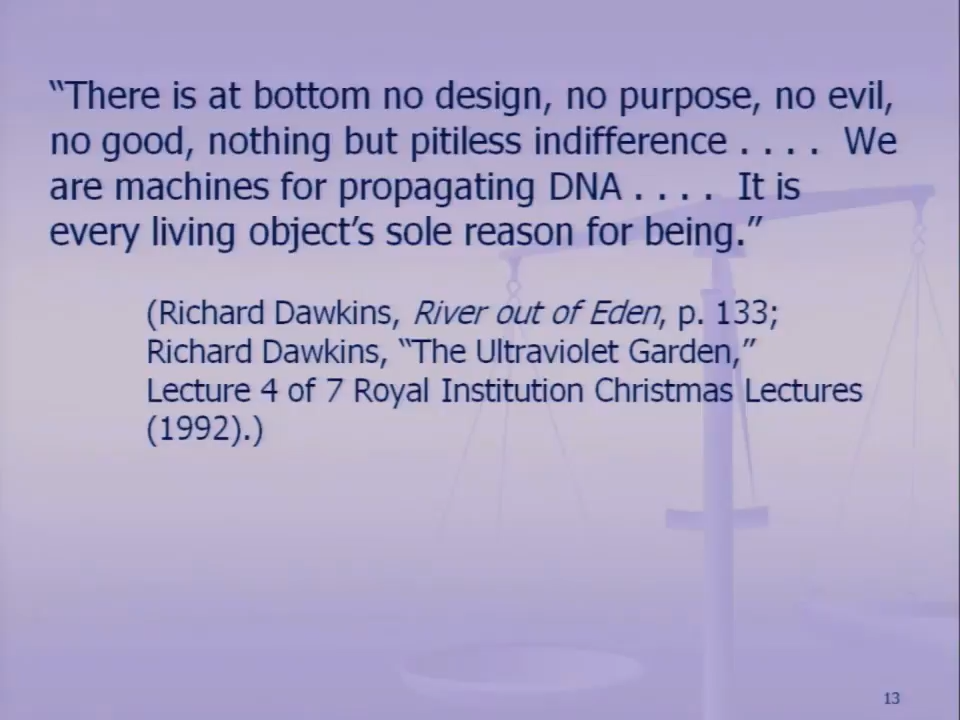 “There is at bottom no design, no purpose, no evil,
no good, nothing but pitiless indifference . . . .  We
are machines for propagating DNA . . . .  It is
every living object’s sole reason for being.”
(Richard Dawkins, River out of Eden, p. 133;
Richard Dawkins, “The Ultraviolet Garden,”
Lecture 4 of 7 Royal Institution Christmas Lectures
(1992).)
13